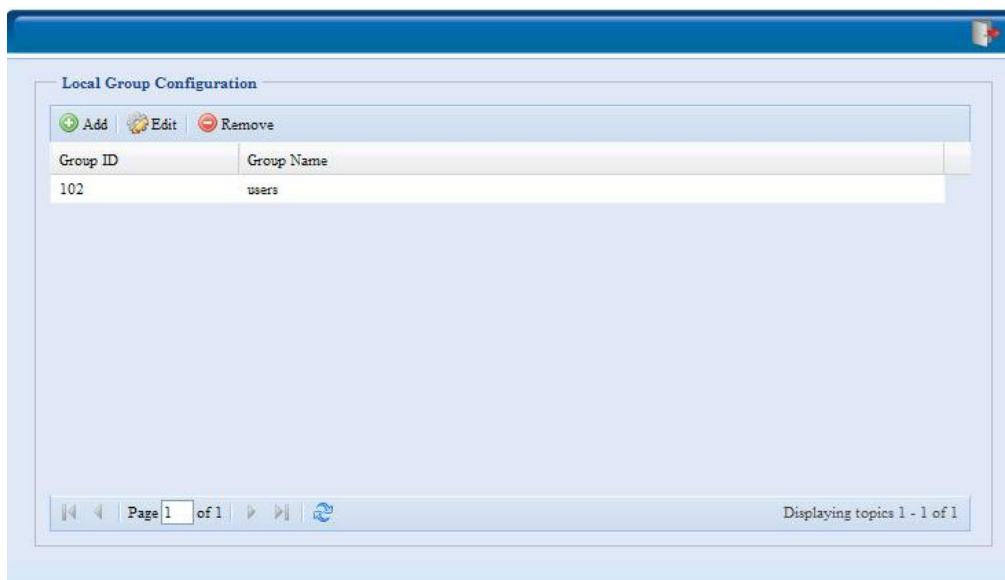 Local Group Configuration
Add Edit Remove
Group ID Group Name
102 users
Page 1 of 1 Displaying topics 1 - 1 of 1